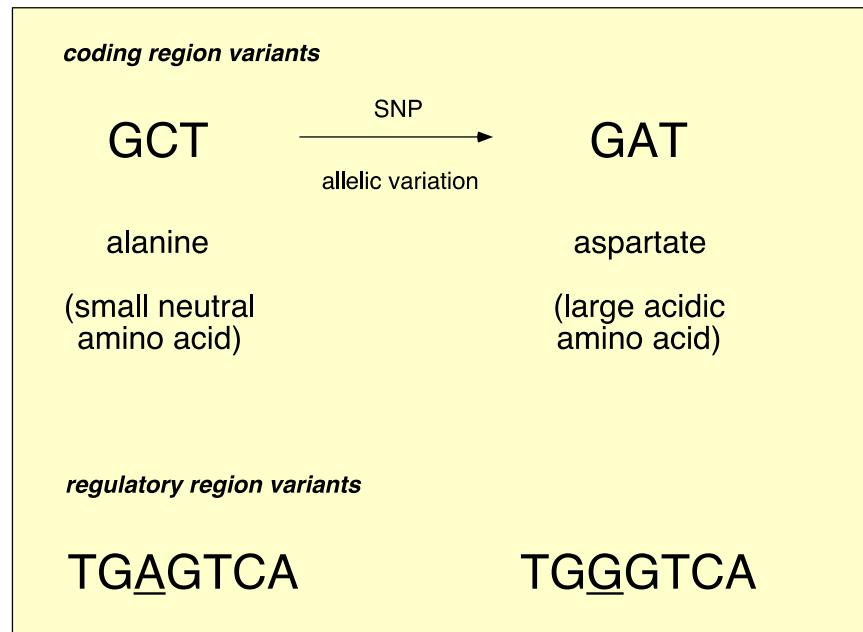 coding region variants
SNP
GCT GAT
allelic variation
alanine aspartate
(small neutral (large acidic
amino acid) amino acid)
regulatory region variants
TGAGTCA TGGGTCA